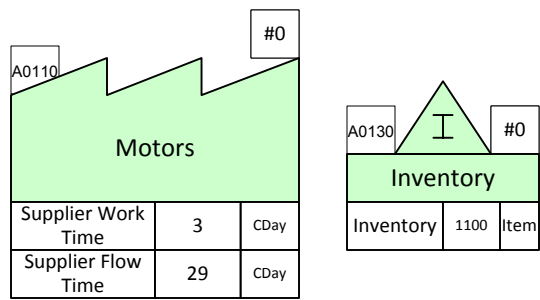 #0
A0110
Motors
Supplier Work
Time
3
CDay
Supplier Flow
Time
29
CDay
A0130
I
#0
Inventory
Inventory
1100
Item